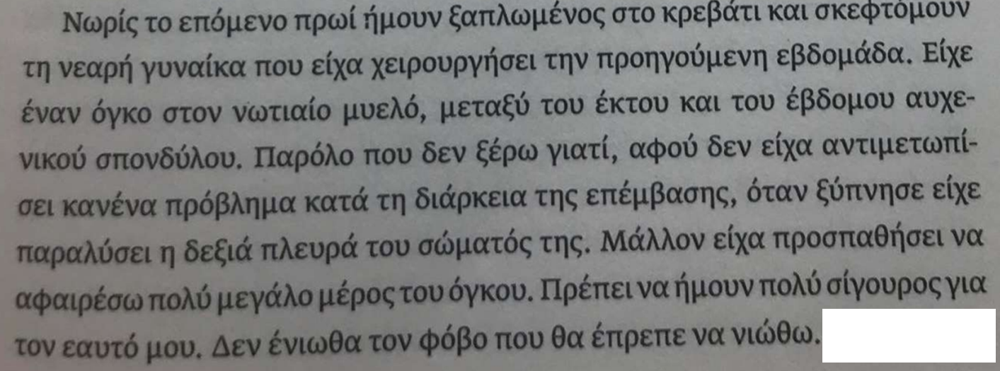 Νωρίς το επόμενο πρωί ήμουν ξαπλωμένος στο κρεβάτι και σκεφτόμουν
τη νεαρή γυναίκα που είχα χειρουργήσει την προηγούμενη εβδομάδα. Είχε
έναν όγκο στον νωτιαίο μυελό, μεταξύ του έκτου και του έβδομου αυχε-
νικού σπονδύλου. Παρόλο που δεν ξέρω γιατί, αφού δεν είχα αντιμετωπί-
σει κανένα πρόβλημα κατά τη διάρκεια της επέμβασης, όταν ξύπνησε είχε
παραλύσει η δεξιά πλευρά του σώματός της. Μάλλον είχα προσπαθήσει να
αφαιρέσω πολύ μεγάλο μέρος του όγκου. Πρέπει να ήμουν πολύ σίγουρος για
τον εαυτό μου. Δεν ένιωθα τον φόβο που θα έπρεπε να νιώθω.